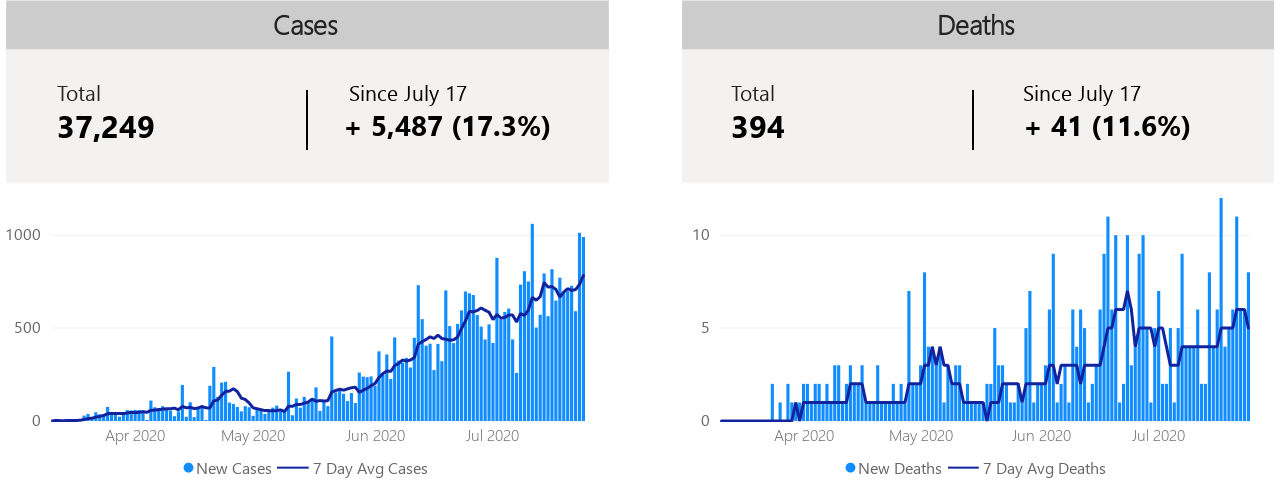 Cases
Total
Since July 17
37,249
+ 5,487 (17.3%)
1000
500
0
Apr 2020
May 2020
Jun 2020
Jul 2020
New Cases
7 Day Avg Cases
Deaths
Total
Since July 17
394
+ 41 (11.6%)
10
5
0
Apr 2020
May 2020
Jun 2020
Jul 2020
New Deaths
7 Day Avg Deaths